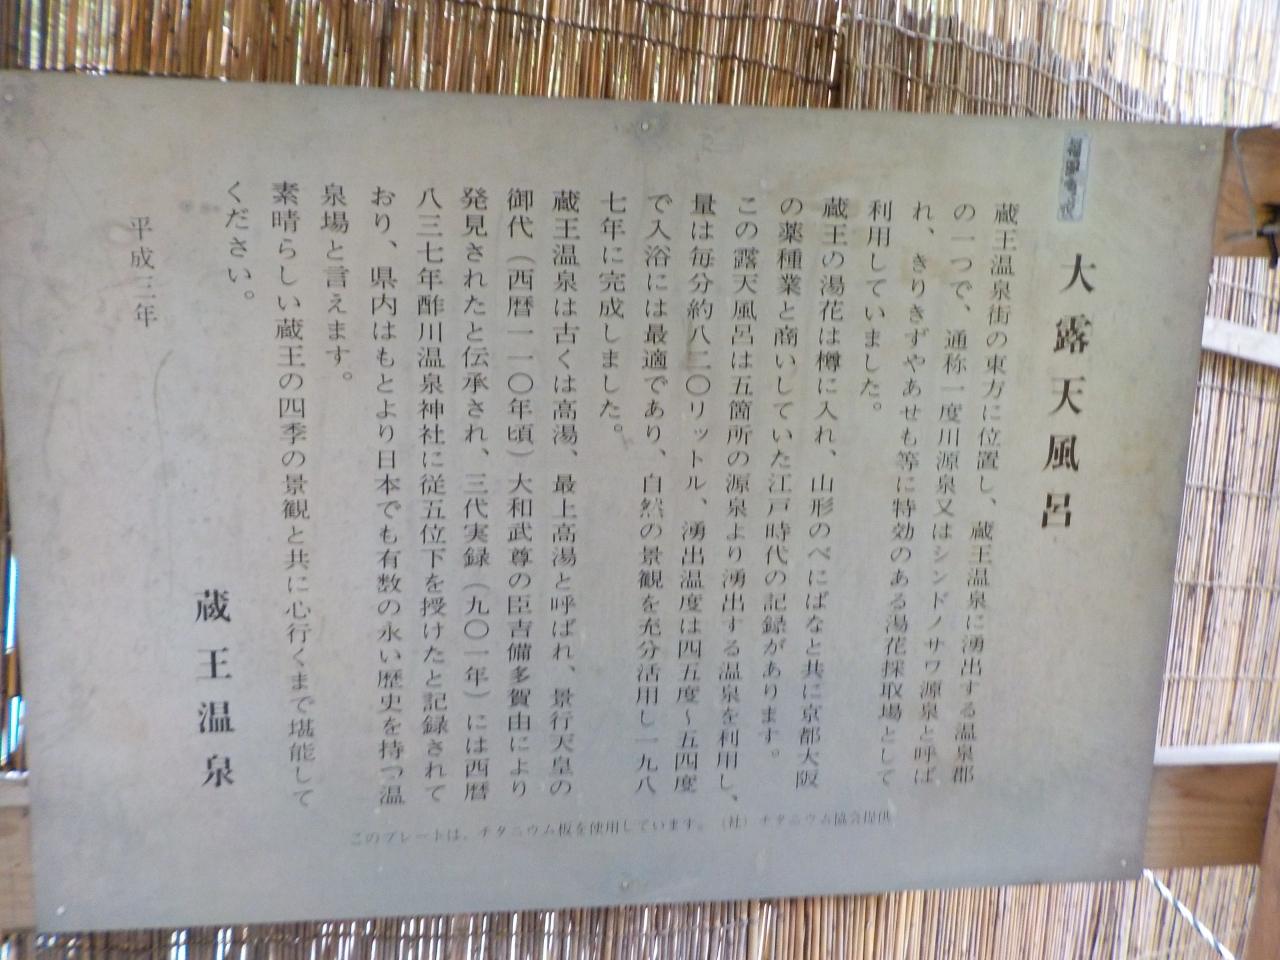 大露天風呂
蔵王温泉街の東方に位置し、蔵王温泉に湧出する温泉郡
の一つで、通称一度川源泉又はシンドノサワ源泉と呼ば
れ、きりきずやあせも等に特効のある湯花採取場として
利用していました。
蔵王の湯花は樽に入れ、山形のべにばなと共に京都大阪
の薬種業と商いしていた江戸時代の記録があります。
この露天風呂は五箇所の源泉より湧出する温泉を利用し、
量は毎分約八二〇リットル、湧出温度は四五度～五四度
で入浴には最適であり、自然の景観を充分活用し一九八
七年に完成しました。
蔵王温泉は古くは高湯、最上高湯と呼ばれ、景行天皇の
御代（西暦一一〇年頃）大和武尊の臣吉備多賀由により
発見されたと伝承され、三代実録（九〇一年）には西暦
八三七年酢川温泉神社に従五位下を授けたと記録されて
おり、県内はもとより日本でも有数の永い歴史を持つ温
泉場と言えます。
素晴らしい蔵王の四季の景観と共に心行くまで堪能して
ください。
平成三年
蔵王温泉
このプレートは、チタニウム板を使用しています。（社）チタニウム協会提供